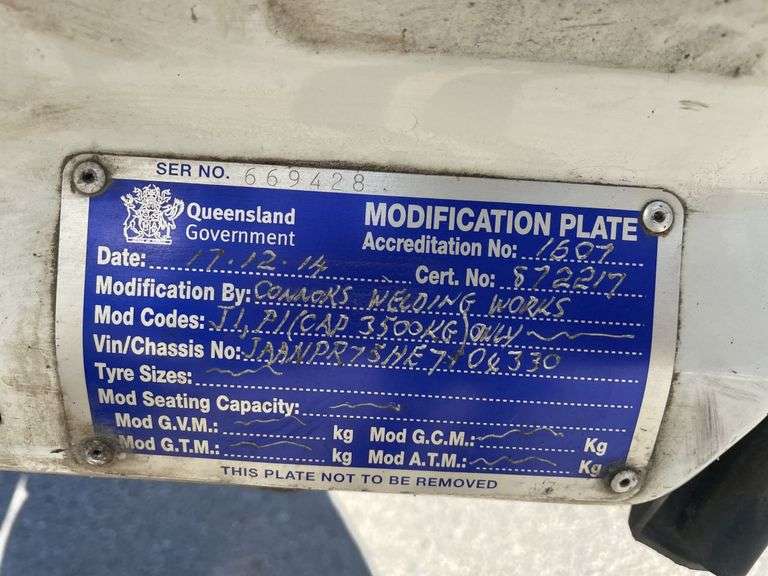 SER NO. 669428
Queensland Government
MODIFICATION PLATE
Accreditation No: 1607
Date: 17.12.14
Cert. No: 872217
Modification By: CONNORS WELDING WORKS
Mod Codes: J1, P1 (CAP 3500KG) ONLY
Vin/Chassis No:
Tyre Sizes:
Mod Seating Capacity:
Mod G.V.M.: kg Mod G.C.M.: Kg
Mod G.T.M.: kg Mod A.T.M.: Kg
THIS PLATE NOT TO BE REMOVED